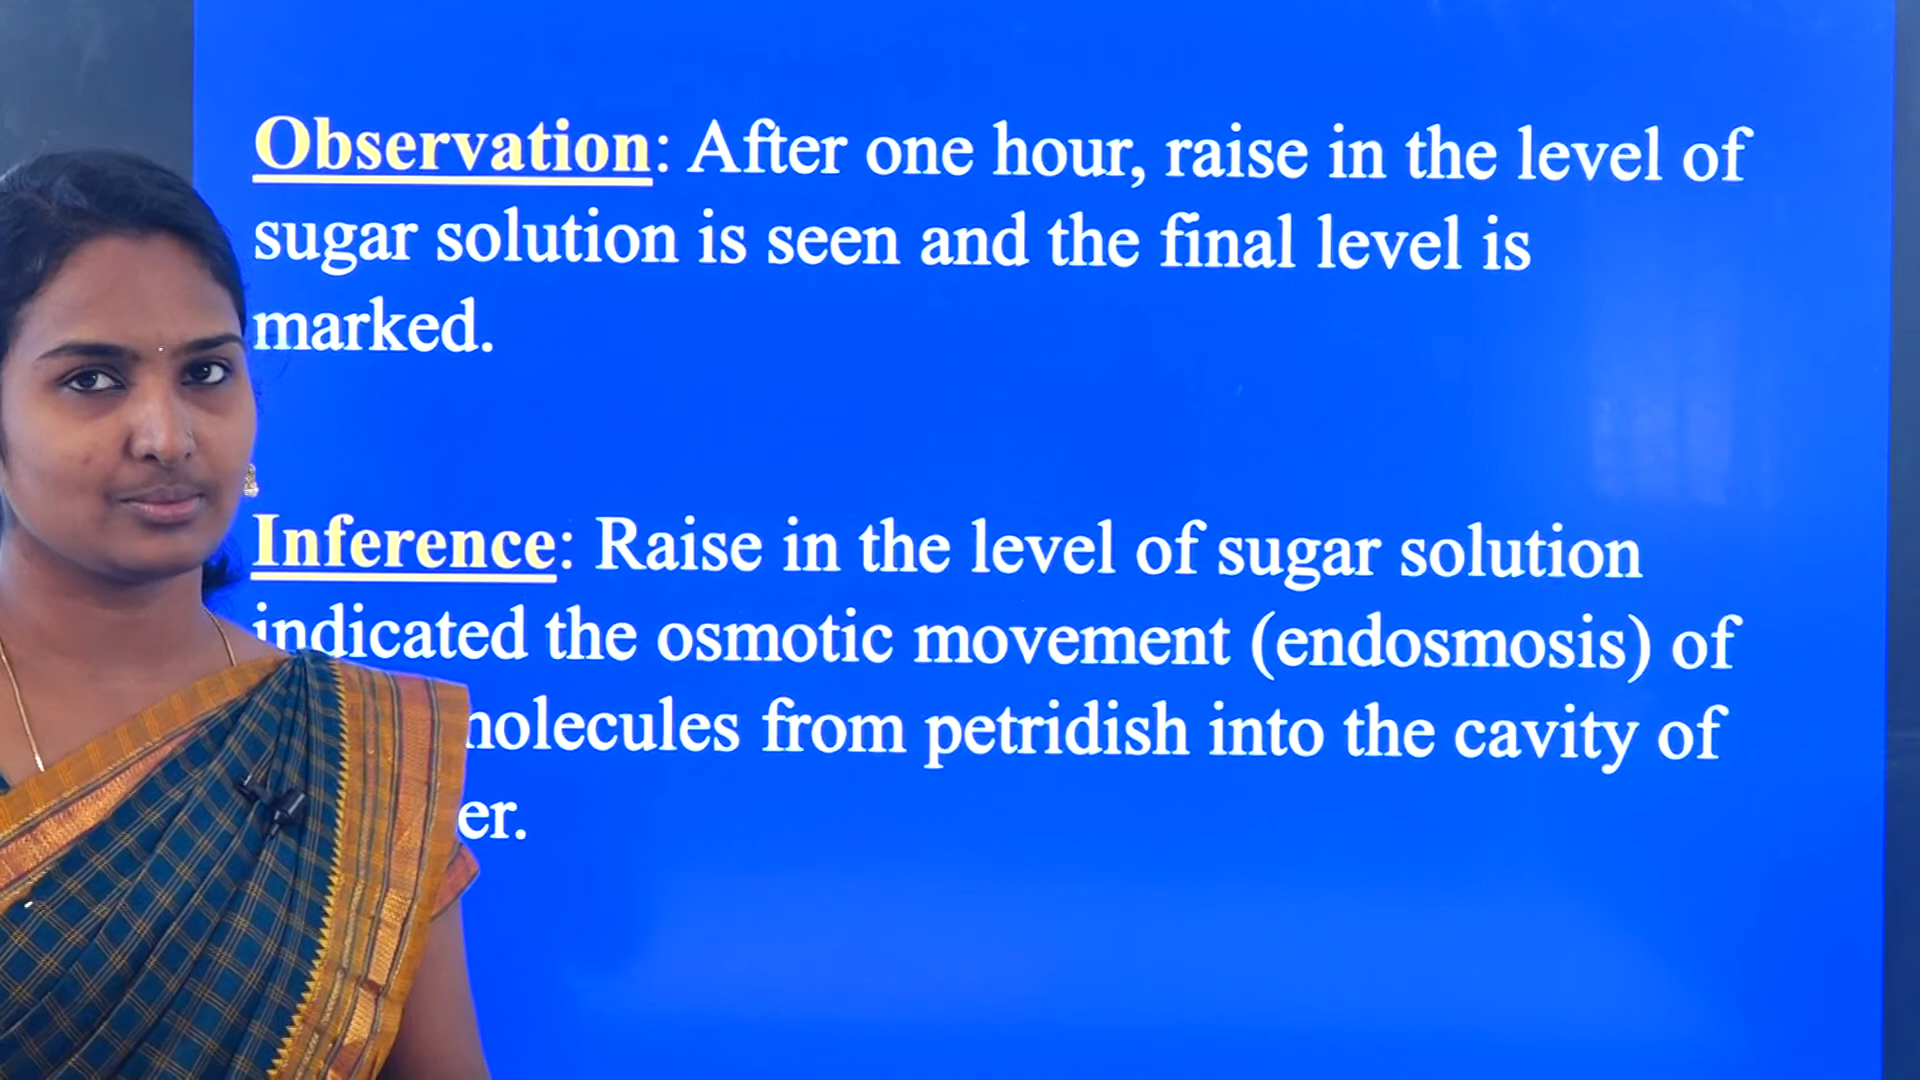 Observation: After one hour, raise in the level of
sugar solution is seen and the final level is
marked.
Inference: Raise in the level of sugar solution
indicated the osmotic movement (endosmosis) of
from petridish into the cavity of